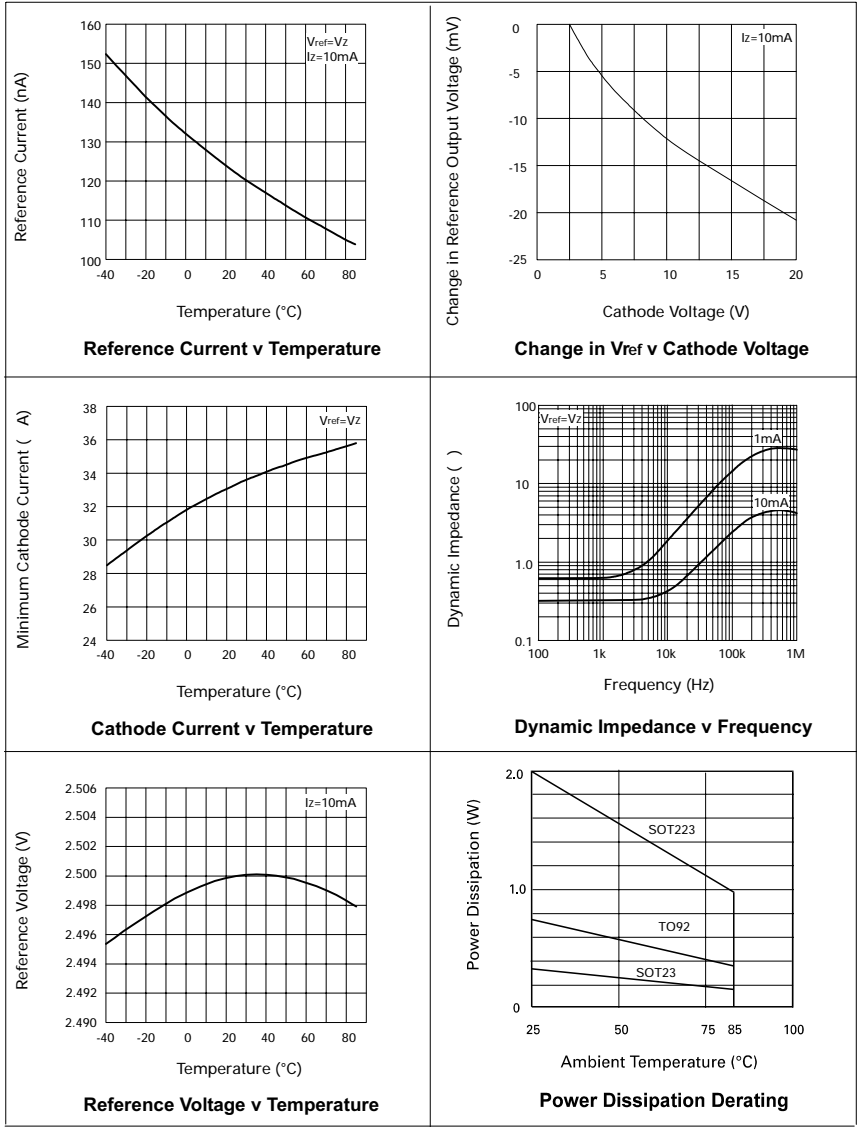 160
150
140
130
120
110
100
-40 -20 0 20 40 60 80
Vref=Vz
Iz=10mA
Reference Current (nA)
Temperature (°C)
Reference Current v Temperature
0
-5
-10
-15
-20
-25
0 5 10 15 20
Iz=10mA
Change in Reference Output Voltage (mV)
Cathode Voltage (V)
Change in Vref v Cathode Voltage
38
36
34
32
30
28
26
24
-40 -20 0 20 40 60 80
Vref=Vz
Minimum Cathode Current ( A)
Temperature (°C)
Cathode Current v Temperature
100
10
1.0
0.1
100 1k 10k 100k 1M
Vref=Vz
1mA
10mA
Dynamic Impedance ( )
Frequency (Hz)
Dynamic Impedance v Frequency
2.506
2.504
2.502
2.500
2.498
2.496
2.494
2.492
2.490
-40 -20 0 20 40 60 80
Iz=10mA
Reference Voltage (V)
Temperature (°C)
Reference Voltage v Temperature
2.0
1.0
0
25 50 75 85 100
SOT223
TO92
SOT23
Power Dissipation (W)
Ambient Temperature (°C)
Power Dissipation Derating